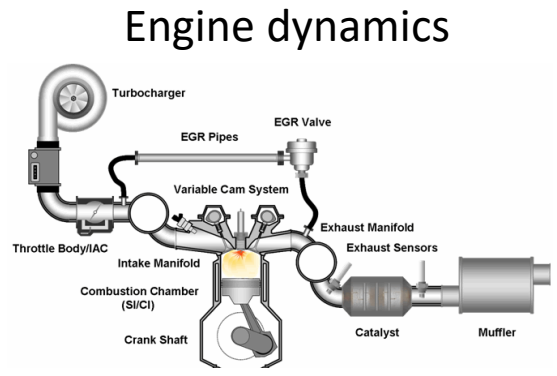 Engine dynamics
Turbocharger
EGR Valve
EGR Pipes
Variable Cam System
Throttle Body/IAC
Exhaust Manifold
Exhaust Sensors
Intake Manifold
Combustion Chamber
(SI/CI)
Crank Shaft
Catalyst
Muffler